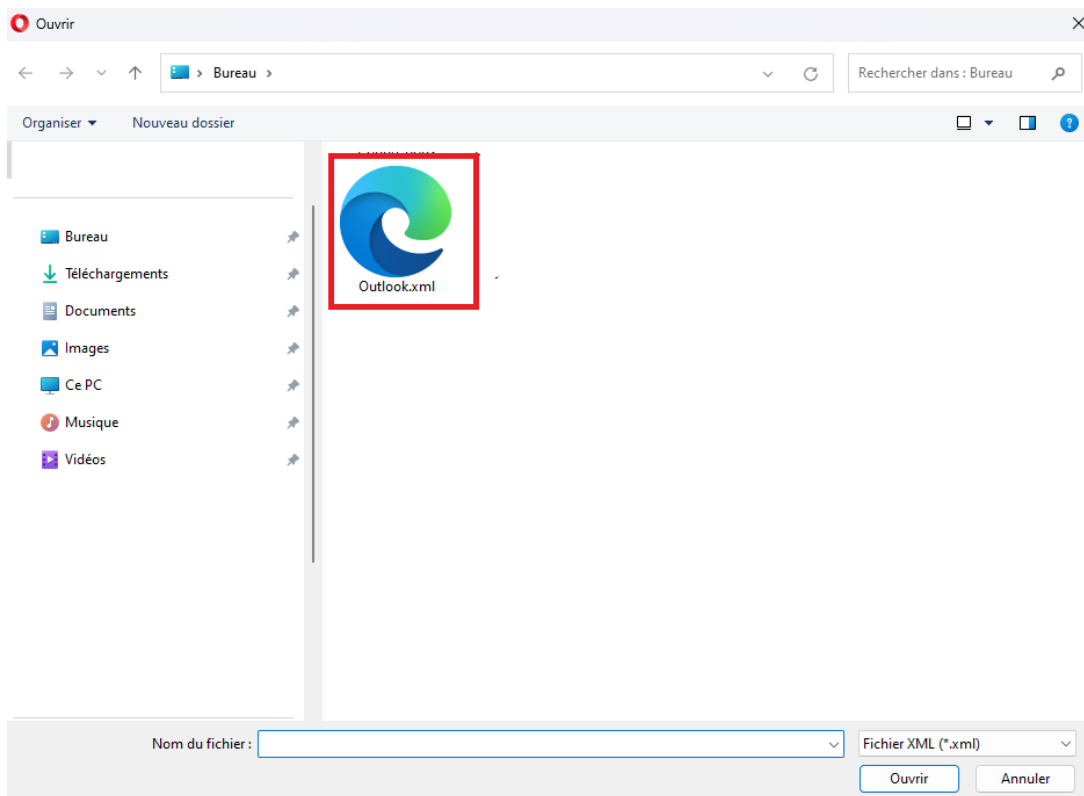 Ouvrir
Bureau
Rechercher dans : Bureau
Organiser
Nouveau dossier
Outlook.xml
Bureau
Téléchargements
Documents
Images
Ce PC
Musique
Vidéos
Nom du fichier :
Fichier XML (*.xml)
Ouvrir
Annuler